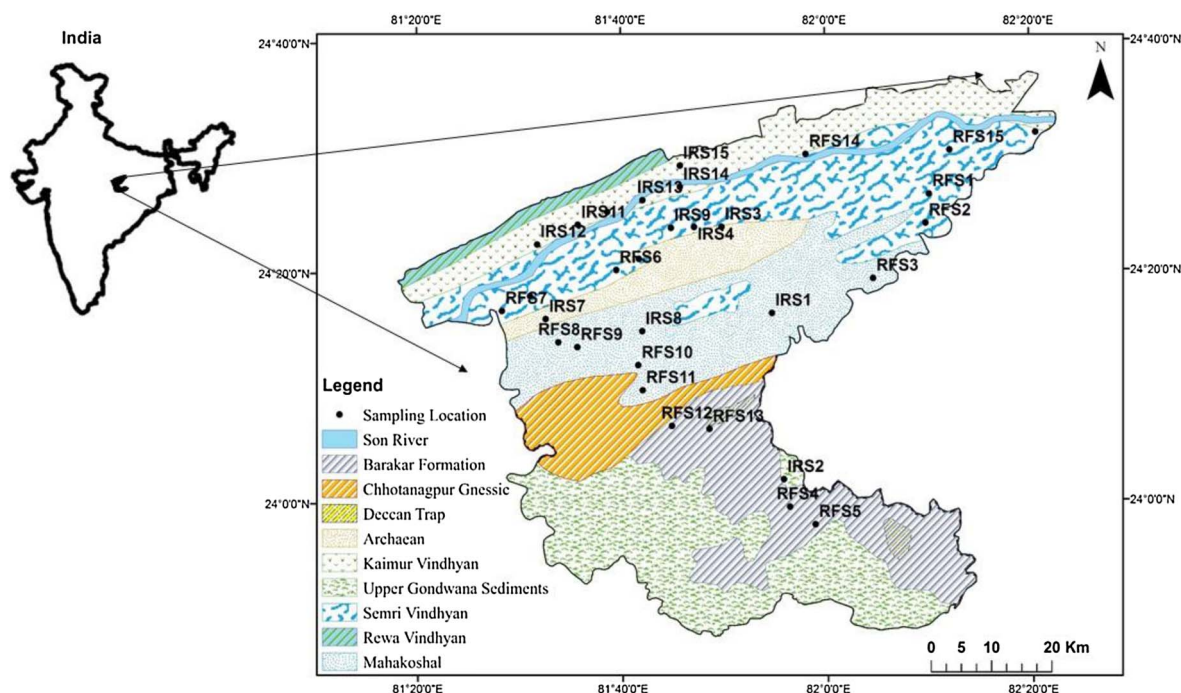 India
81°20'0"E 81°40'0"E 82°0'0"E 82°20'0"E
24°40'0"N 24°40'0"N
N
IRS15
RFS14
RFS15
IRS14
IRS13
RFS1
IRS11
RFS2
IRS9 IRS3
IRS12
IRS4
RFS6
24°20'0"N
RFS3
RFS7
IRS7
IRS1
RFS8
RFS9
IRS8
RFS10
RFS11
RFS12
RFS13
IRS2
RFS4
RFS5
24°0'0"N 24°0'0"N
Legend
Sampling Location
Son River
Barakar Formation
Chhotanagpur Gnessic
Deccan Trap
Archaean
Kaimur Vindhyan
Upper Gondwana Sediments
Semri Vindhyan
Rewa Vindhyan
Mahakoshal
0 5 10 20 Km
81°20'0"E 81°40'0"E 82°0'0"E 82°20'0"E